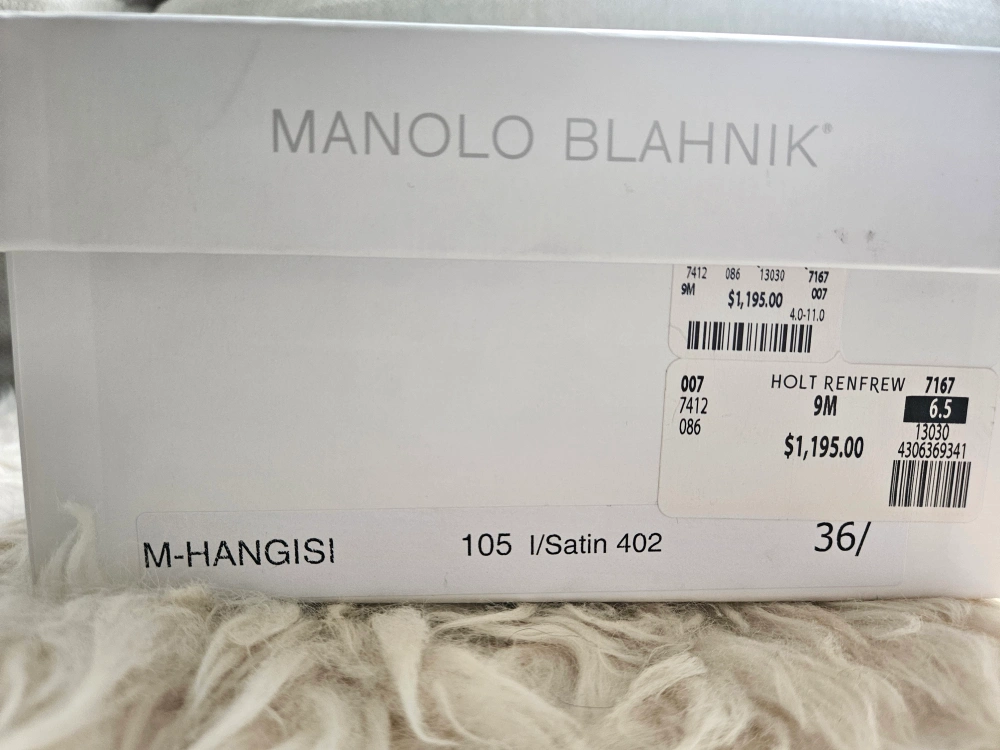 MANOLO BLAHNIK®
7412 086 13030 7167
9M $1,195.00 007
4.0-11.0
007 HOLT RENFREW 7167
7412 9M 6.5
086 13030
$1,195.00 4306369341
M-HANGISI 105 I/Satin 402 36/